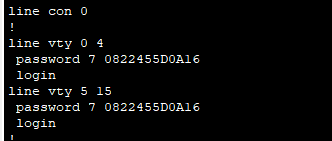 line con 0
!
line vty 0 4
 password 7 0822455D0A16
 login
line vty 5 15
 password 7 0822455D0A16
 login
!